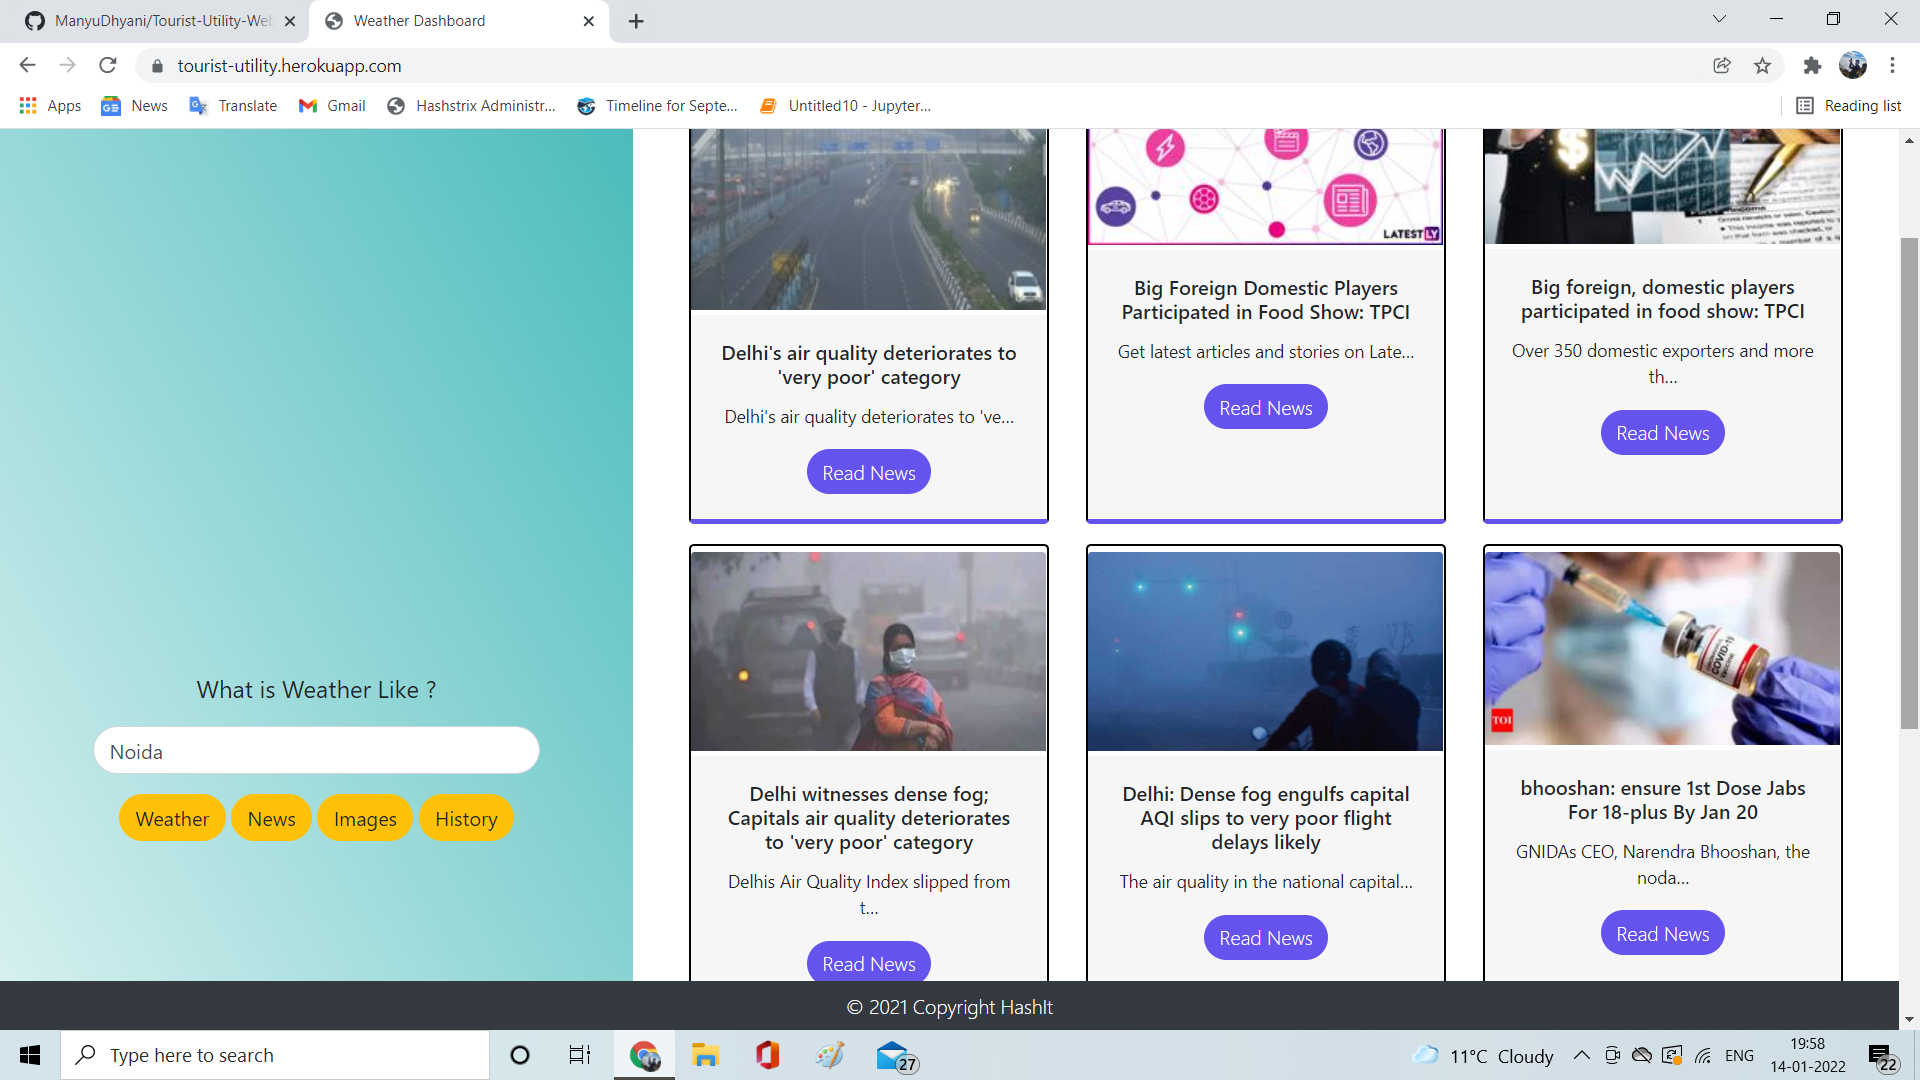 ManyuDhyani/Tourist-Utility-Web
Weather Dashboard
tourist-utility.herokuapp.com
Apps
News
Translate
Gmail
Hashstrix Administr...
Timeline for Septe...
Untitled10 - Jupyter...
Reading list
What is Weather Like ?
Noida
Weather
News
Images
History
Delhi's air quality deteriorates to
'very poor' category
Delhi's air quality deteriorates to 've...
Read News
LATESTLY
Big Foreign Domestic Players
Participated in Food Show: TPCI
Get latest articles and stories on Late...
Read News
Big foreign, domestic players
participated in food show: TPCI
Over 350 domestic exporters and more
th...
Read News
Delhi witnesses dense fog;
Capitals air quality deteriorates
to 'very poor' category
Delhis Air Quality Index slipped from
t...
Read News
Delhi: Dense fog engulfs capital
AQI slips to very poor flight
delays likely
The air quality in the national capital...
Read News
COVID-19
TOI
bhooshan: ensure 1st Dose Jabs
For 18-plus By Jan 20
GNIDAs CEO, Narendra Bhooshan, the
noda...
Read News
© 2021 Copyright HashIt
Type here to search
27
11°C Cloudy
ENG
19:58
14-01-2022
22